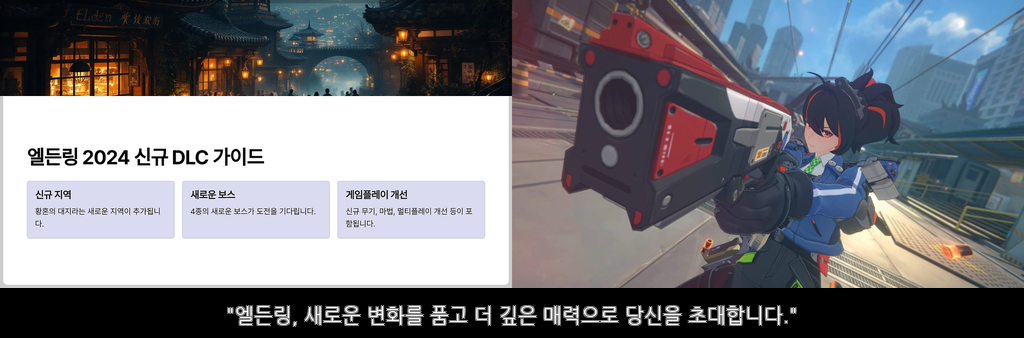 엘든링 2024 신규 DLC 가이드
신규 지역
황혼의 대지라는 새로운 지역이 추가됩니
다.
새로운 보스
4종의 새로운 보스가 도전을 기다립니다.
게임플레이 개선
신규 무기, 마법, 멀티플레이 개선 등이 포
함됩니다.
"엘든링, 새로운 변화를 품고 더 깊은 매력으로 당신을 초대합니다."